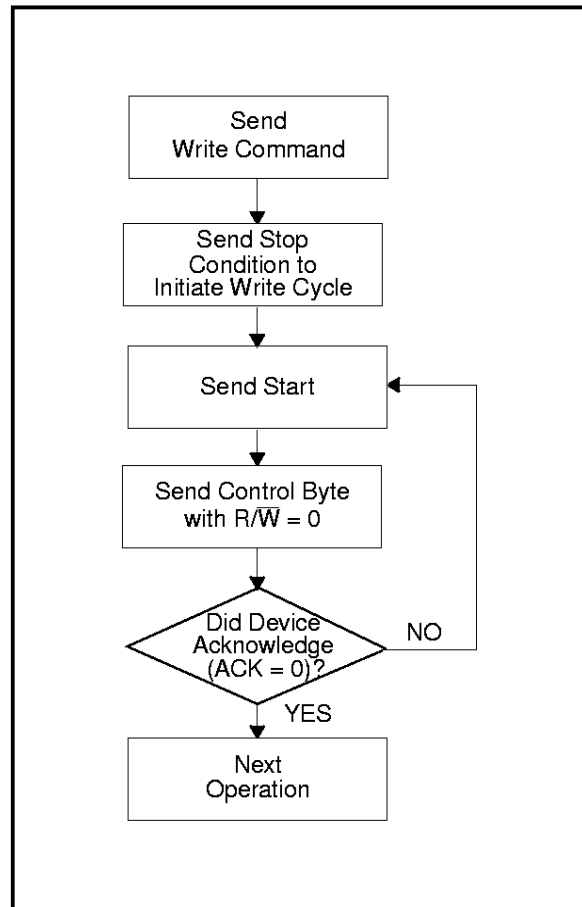 Send
Write Command
Send Stop
Condition to
Initiate Write Cycle
Send Start
Send Control Byte
with R/W̅ = 0
Did Device
Acknowledge
(ACK = 0)?
NO
YES
Next
Operation